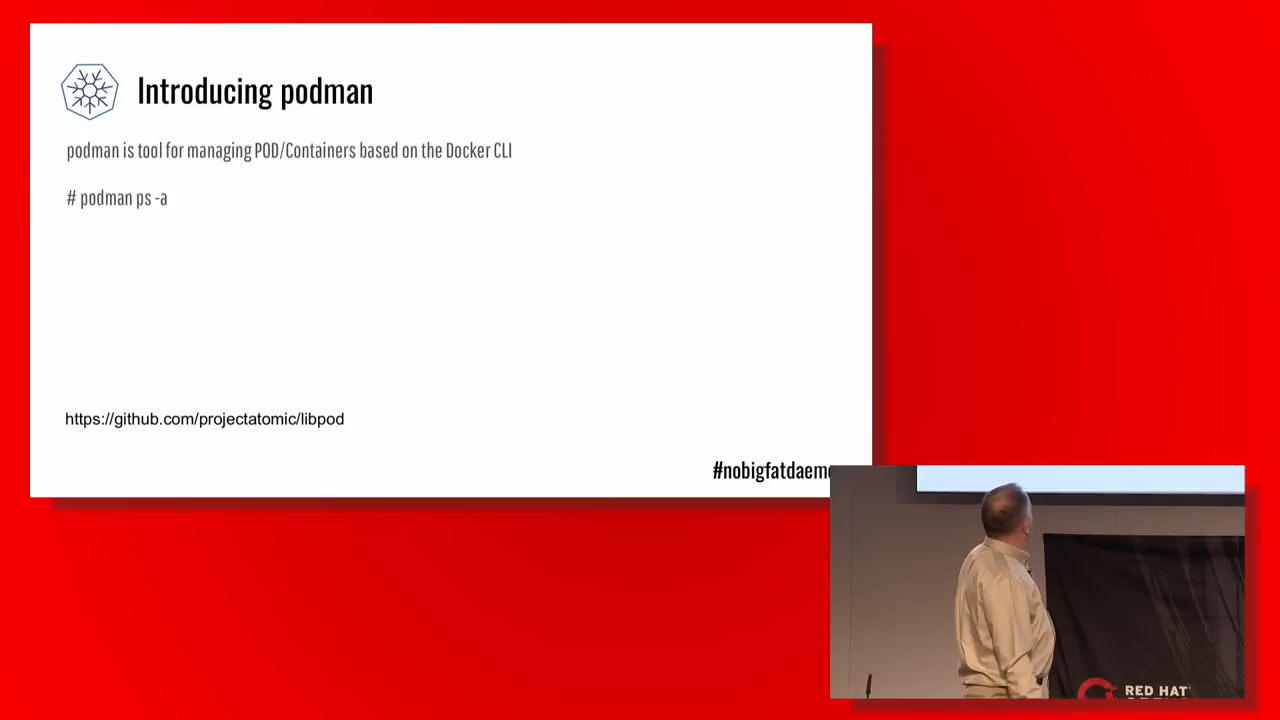 Introducing podman
podman is tool for managing POD/Containers based on the Docker CLI
# podman ps -a
https://github.com/projectatomic/libpod
#nobigfatdaem
RED HAT